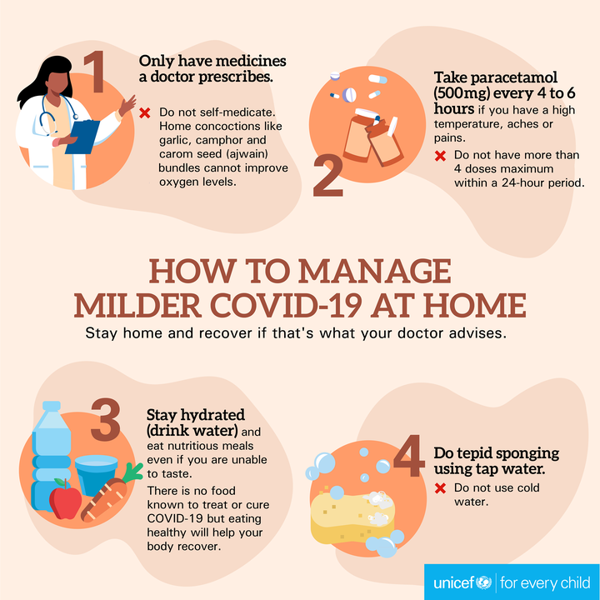 1
Only have medicines
a doctor prescribes.
Do not self-medicate.
Home concoctions like
garlic, camphor and
carom seed (ajwain)
bundles cannot improve
oxygen levels.
2
Take paracetamol
(500mg) every 4 to 6
hours if you have a high
temperature, aches or
pains.
Do not have more than
4 doses maximum
within a 24-hour period.
HOW TO MANAGE
MILDER COVID-19 AT HOME
Stay home and recover if that's what your doctor advises.
3
Stay hydrated
(drink water) and
eat nutritious meals
even if you are unable
to taste.
There is no food
known to treat or cure
COVID-19 but eating
healthy will help your
body recover.
4
Do tepid sponging
using tap water.
Do not use cold
water.
unicef | for every child